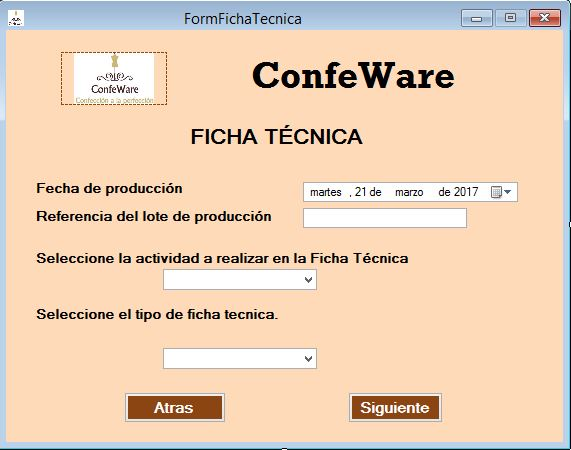 FormFichaTecnica
ConfeWare
Confección a la perfección
ConfeWare
FICHA TÉCNICA
Fecha de producción
martes , 21 de marzo de 2017
Referencia del lote de producción
Seleccione la actividad a realizar en la Ficha Técnica
Seleccione el tipo de ficha tecnica.
Atras
Siguiente